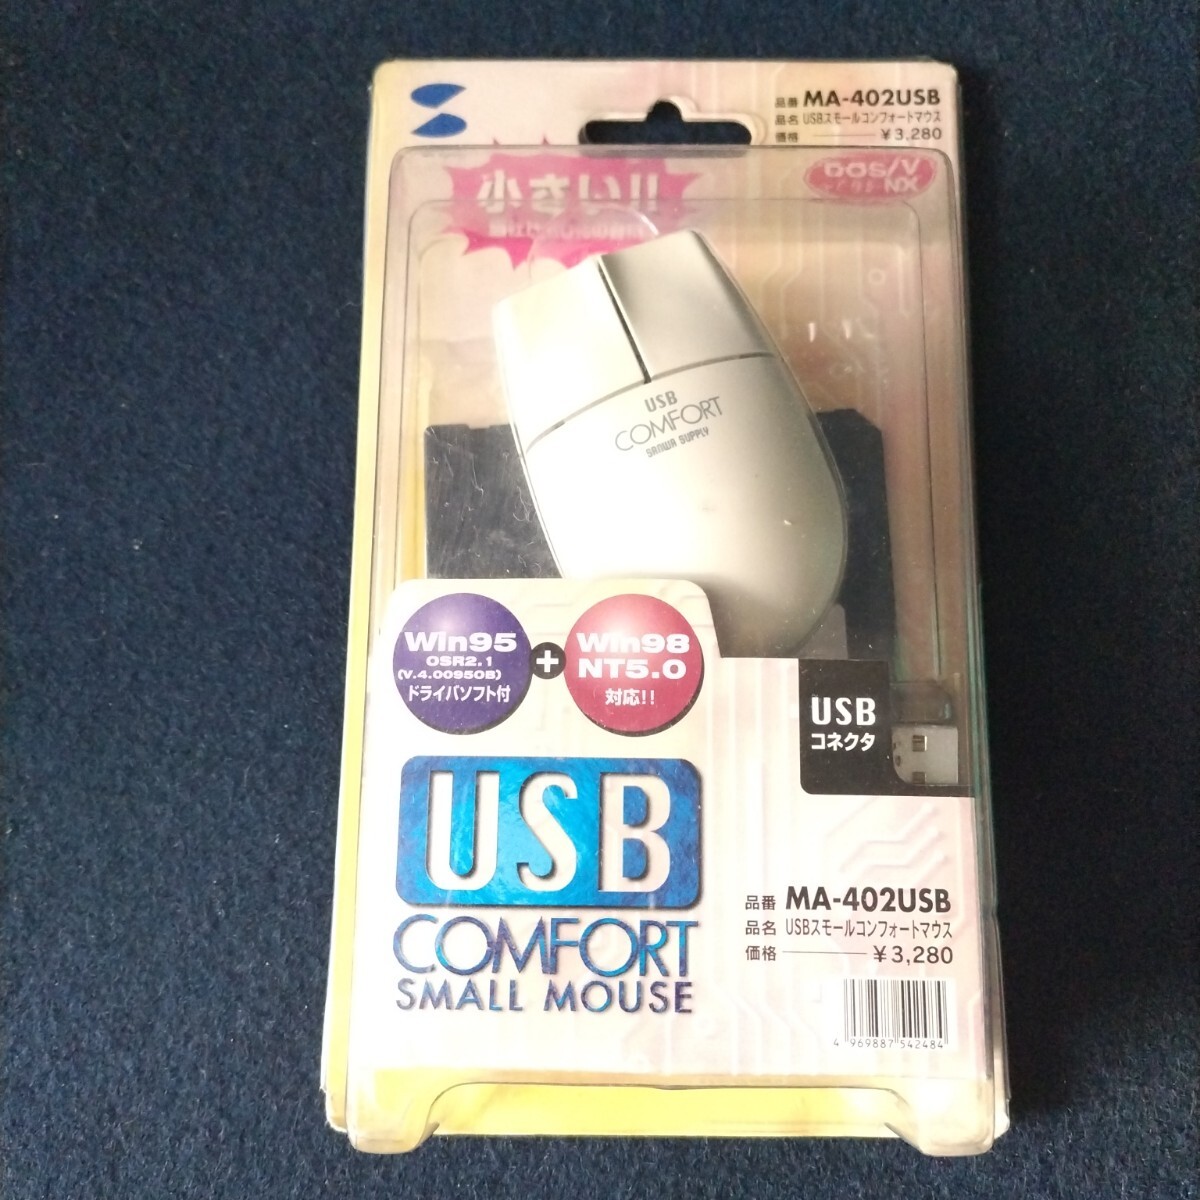 品番 MA-402USB
品名 USBスモールコンフォートマウス
価格 ¥3,280
小さい!!
DOS/V
NX
USB
COMFORT
SANWA SUPPLY
Win95
OSR2.1
(V.4.00950B)
ドライバソフト付
+
Win98
NT5.0
対応!!
USB
コネクタ
USB
COMFORT
SMALL MOUSE
品番 MA-402USB
品名 USBスモールコンフォートマウス
価格 ¥3,280
4 969887 542484